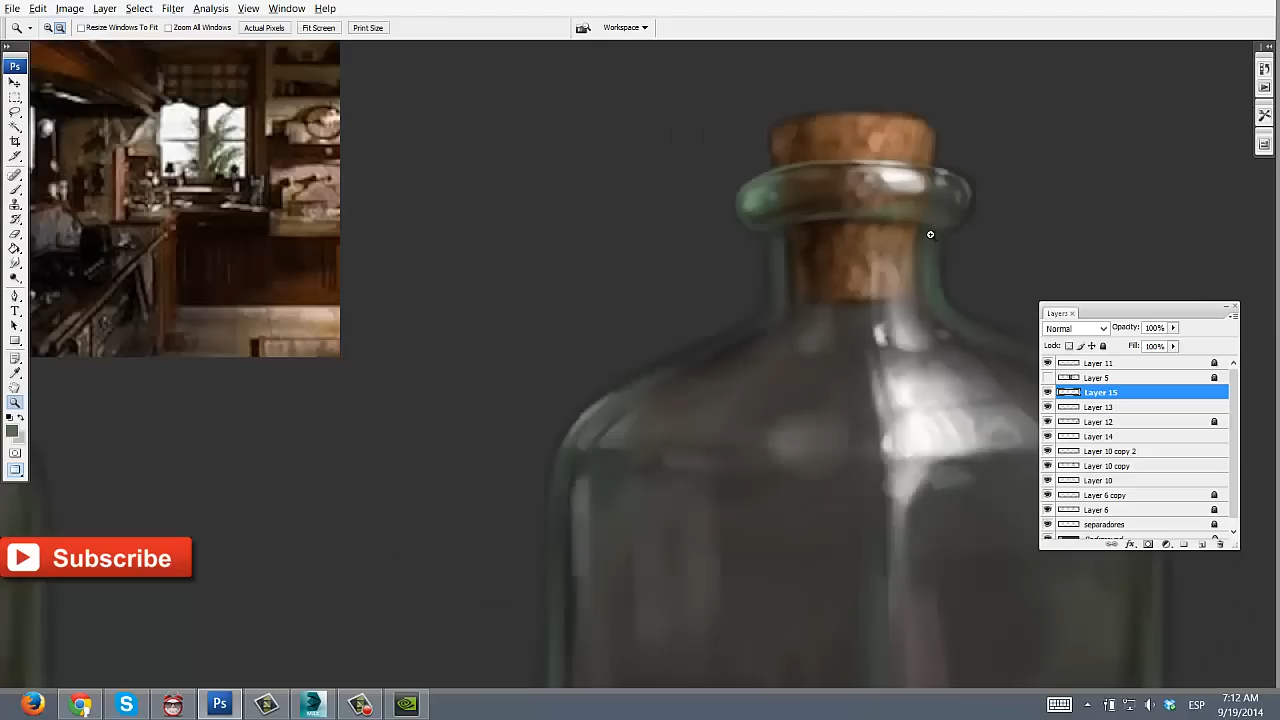 File Edit Image Layer Select Filter Analysis View Window Help
Resize Windows To Fit Zoom All Windows Actual Pixels Fit Screen Print Size Workspace
Ps
Layers
Normal Opacity: 100%
Lock: Fill: 100%
Layer 11
Layer 5
Layer 15
Layer 13
Layer 12
Layer 14
Layer 10 copy 2
Layer 10 copy
Layer 10
Layer 6 copy
Layer 6
separadores
Background
Subscribe
7:12 AM
ESP
9/19/2014